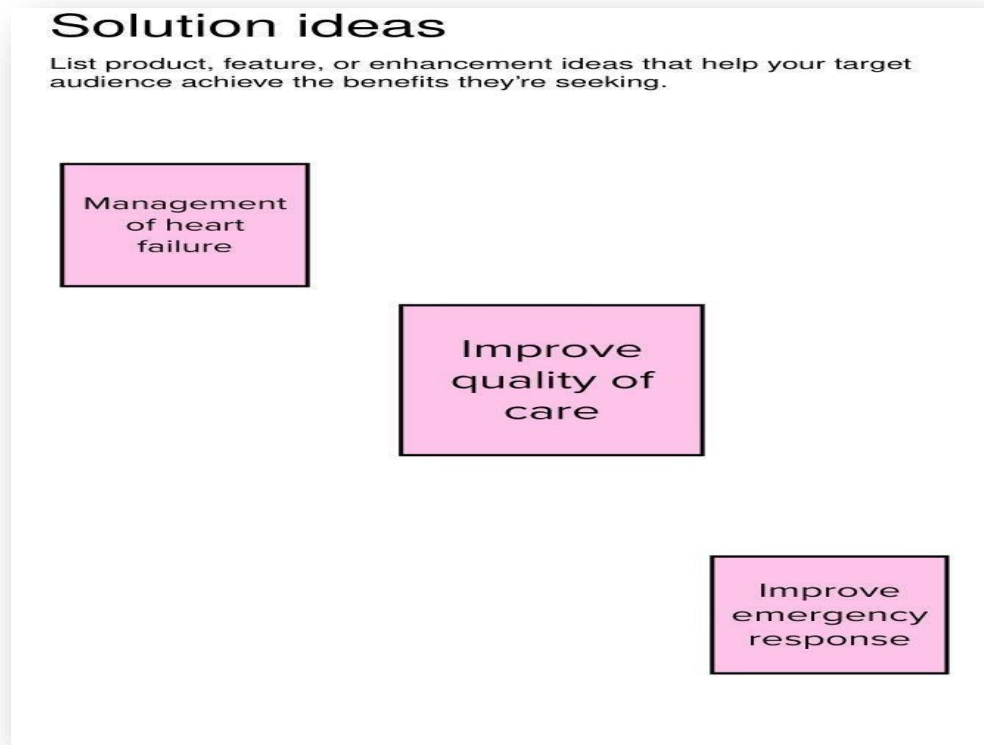 Solution ideas
List product, feature, or enhancement ideas that help your target
audience achieve the benefits they’re seeking.
Management
of heart
failure
Improve
quality of
care
Improve
emergency
response